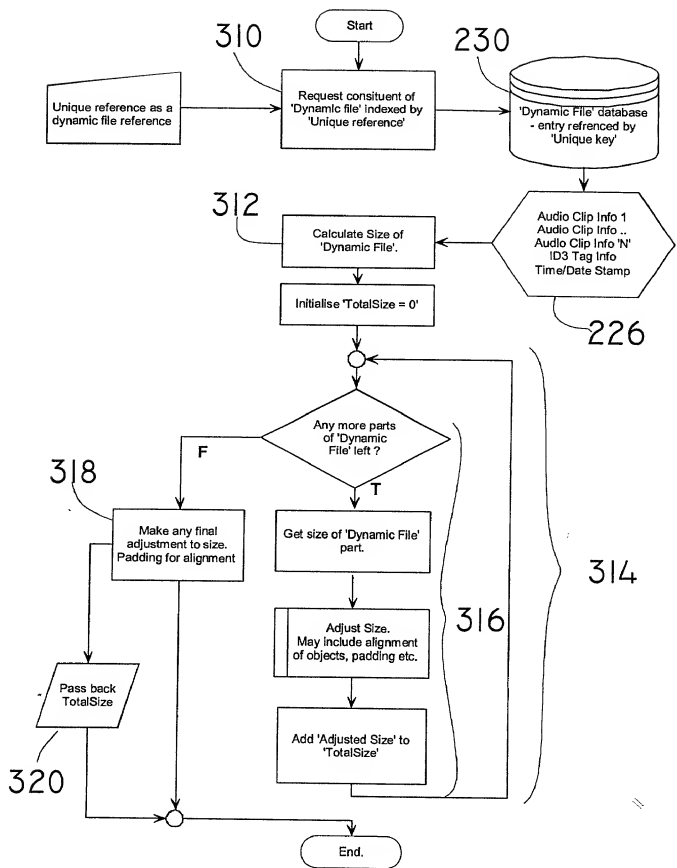 Start
310
230
Unique reference as a
dynamic file reference
Request consituent of
'Dynamic file' indexed by
'Unique reference'
'Dynamic File' database
- entry refrenced by
'Unique key'
312
Calculate Size of
'Dynamic File'.
Audio Clip Info 1
Audio Clip Info ..
Audio Clip Info 'N'
ID3 Tag Info
Time/Date Stamp
226
Initialise 'TotalSize = 0'
Any more parts
of 'Dynamic
File' left ?
F
T
318
Make any final
adjustment to size.
Padding for alignment
Get size of 'Dynamic File'
part.
314
316
Adjust Size.
May include alignment
of objects, padding etc.
Pass back
TotalSize
320
Add 'Adjusted Size' to
'TotalSize'
End.